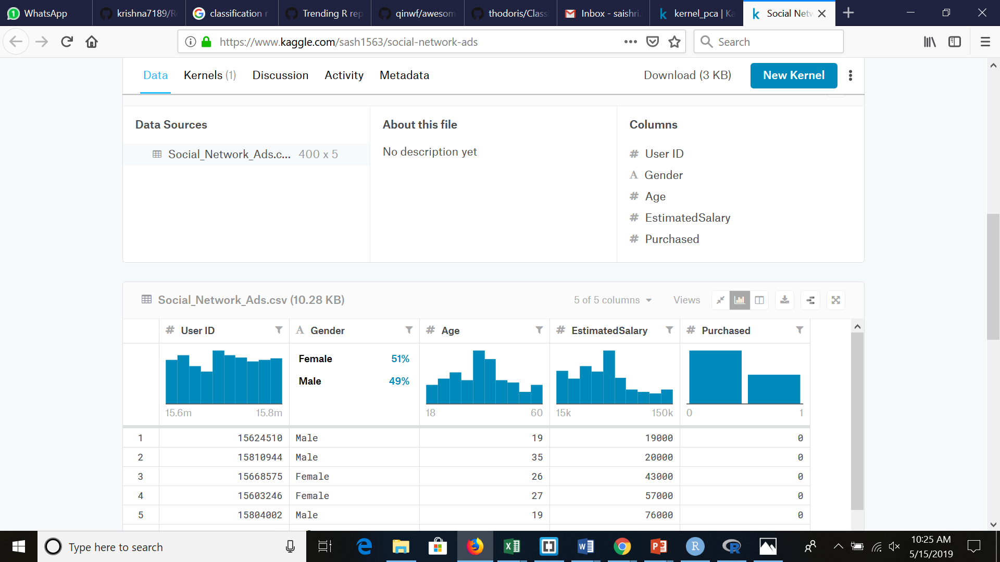 WhatsApp krishna7189/R classification r Trending R rep qinwf/awesom thodoris/Class Inbox - saishri. kernel_pca | Ka Social Netw
https://www.kaggle.com/sash1563/social-network-ads Search
Data Kernels (1) Discussion Activity Metadata Download (3 KB) New Kernel
Data Sources About this file Columns
Social_Network_Ads.c... 400 x 5 No description yet # User ID
A Gender
# Age
# EstimatedSalary
# Purchased
Social_Network_Ads.csv (10.28 KB) 5 of 5 columns Views
# User ID A Gender # Age # EstimatedSalary # Purchased
Female 51%
Male 49%
15.6m 15.8m 18 60 15k 150k 0 1
1 15624510 Male 19 19000 0
2 15810944 Male 35 20000 0
3 15668575 Female 26 43000 0
4 15603246 Female 27 57000 0
5 15804002 Male 19 76000 0
Type here to search 10:25 AM
5/15/2019